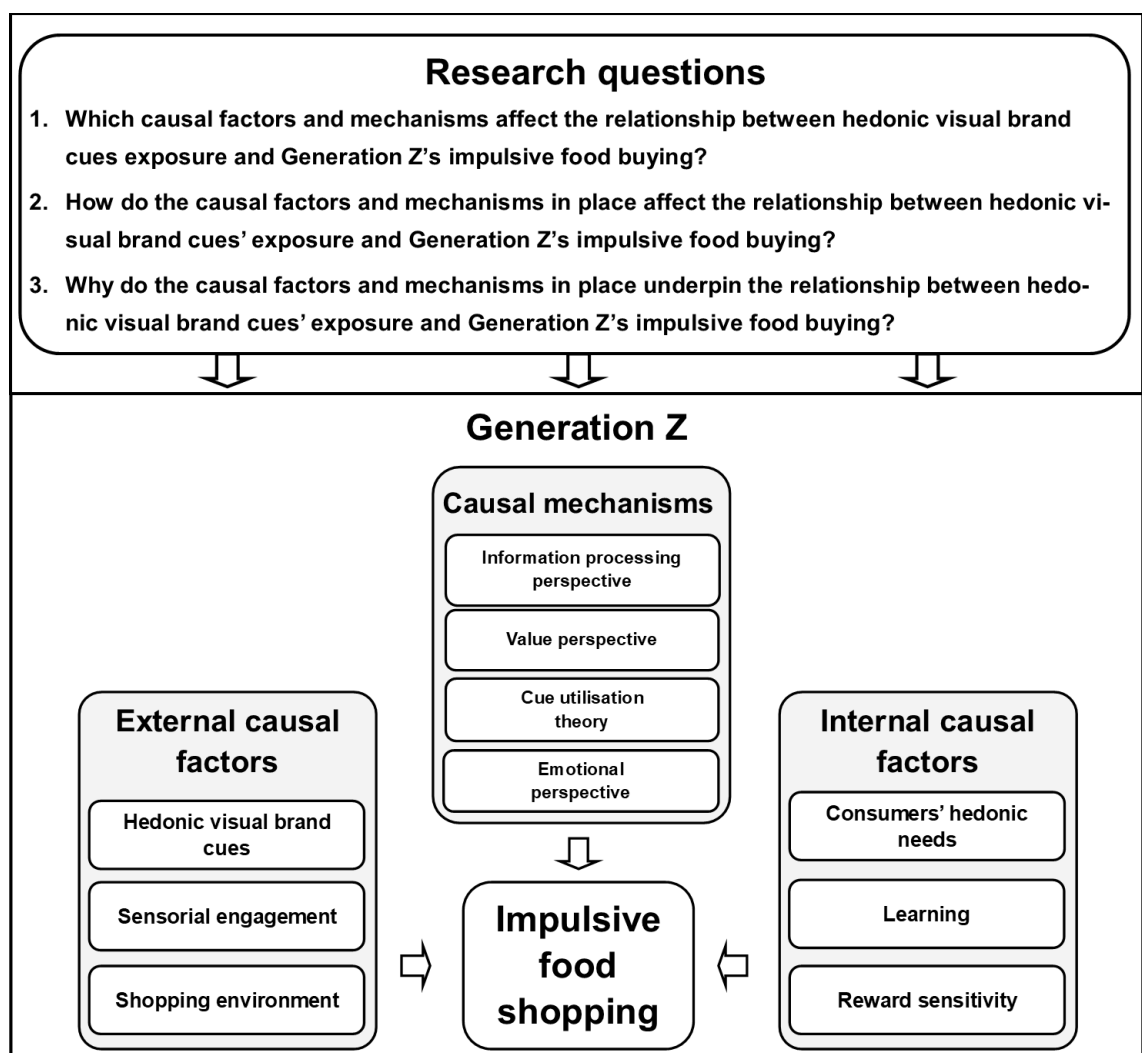 Research questions
1. Which causal factors and mechanisms affect the relationship between hedonic visual brand
cues exposure and Generation Z’s impulsive food buying?
2. How do the causal factors and mechanisms in place affect the relationship between hedonic vi-
sual brand cues’ exposure and Generation Z’s impulsive food buying?
3. Why do the causal factors and mechanisms in place underpin the relationship between hedo-
nic visual brand cues’ exposure and Generation Z’s impulsive food buying?
Generation Z
Causal mechanisms
Information processing
perspective
Value perspective
Cue utilisation
theory
Emotional
perspective
External causal
factors
Hedonic visual brand
cues
Sensorial engagement
Shopping environment
Impulsive
food
shopping
Internal causal
factors
Consumers’ hedonic
needs
Learning
Reward sensitivity